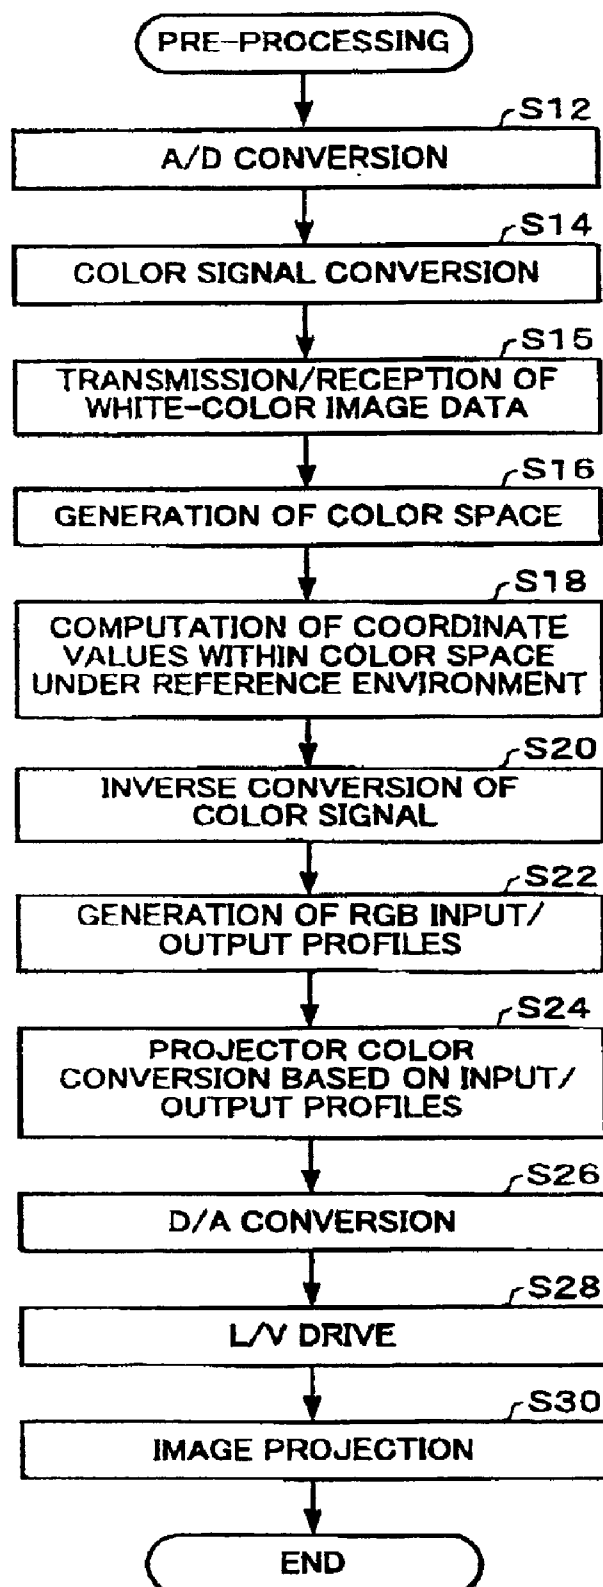 PRE-PROCESSING
S12
A/D CONVERSION
S14
COLOR SIGNAL CONVERSION
S15
TRANSMISSION/RECEPTION OF
WHITE-COLOR IMAGE DATA
S16
GENERATION OF COLOR SPACE
S18
COMPUTATION OF COORDINATE
VALUES WITHIN COLOR SPACE
UNDER REFERENCE ENVIRONMENT
S20
INVERSE CONVERSION OF
COLOR SIGNAL
S22
GENERATION OF RGB INPUT/
OUTPUT PROFILES
S24
PROJECTOR COLOR
CONVERSION BASED ON INPUT/
OUTPUT PROFILES
S26
D/A CONVERSION
S28
L/V DRIVE
S30
IMAGE PROJECTION
END